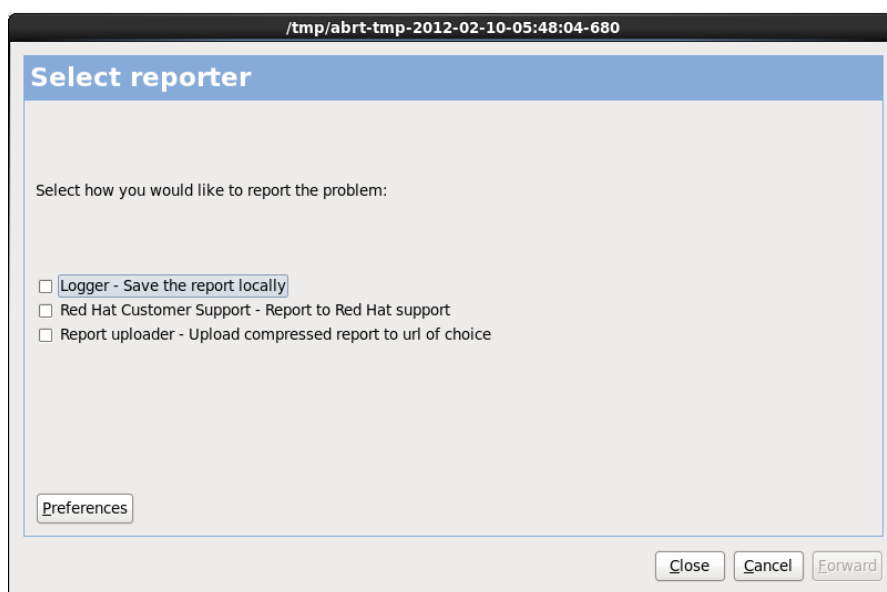 /tmp/abrt-tmp-2012-02-10-05:48:04-680
Select reporter
Select how you would like to report the problem:
Logger - Save the report locally
Red Hat Customer Support - Report to Red Hat support
Report uploader - Upload compressed report to url of choice
Preferences
Close Cancel Forward